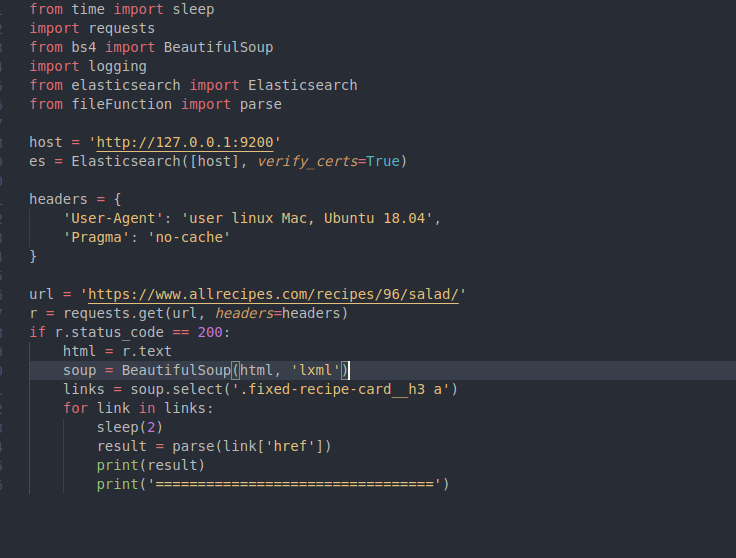 from time import sleep
import requests
from bs4 import BeautifulSoup
import logging
from elasticsearch import Elasticsearch
from fileFunction import parse
host = 'http://127.0.0.1:9200'
es = Elasticsearch([host], verify_certs=True)
headers = {
    'User-Agent': 'user linux Mac, Ubuntu 18.04',
    'Pragma': 'no-cache'
}
url = 'https://www.allrecipes.com/recipes/96/salad/'
r = requests.get(url, headers=headers)
if r.status_code == 200:
    html = r.text
    soup = BeautifulSoup(html, 'lxml')
    links = soup.select('.fixed-recipe-card__h3 a')
    for link in links:
        sleep(2)
        result = parse(link['href'])
        print(result)
        print('=================================')